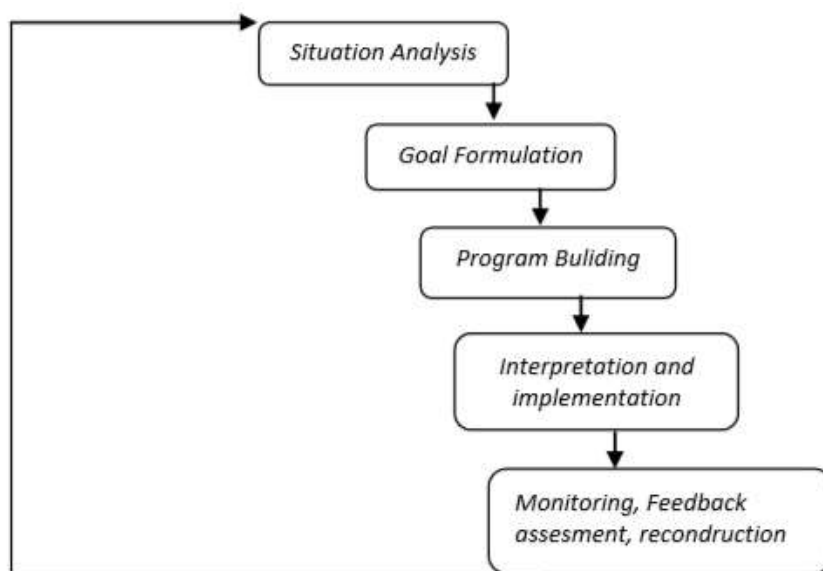 Situation Analysis
Goal Formulation
Program Buliding
Interpretation and
implementation
Monitoring, Feedback
assesment, recondruction